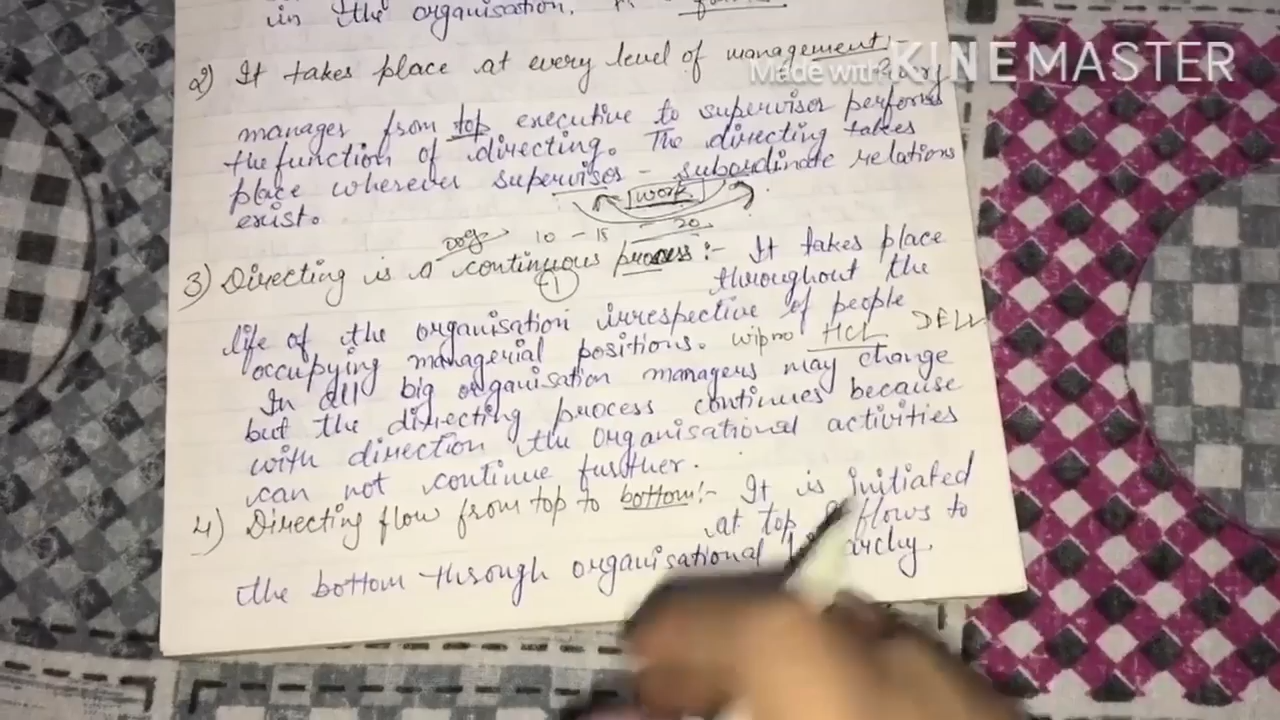 in the organisation.
Made with KINEMASTER
2) It takes place at every level of management:- Every
manager from top executive to supervisor performs
the function of directing. The directing takes
place wherever supervisor - subordinate relations
exist.
work
10 - 15 - 20
3) Directing is a continuous process:- It takes place
1
throughout the
life of the organisation irrespective of people
occupying managerial positions. wipro HCL DELL
In all big organisation managers may change
but the directing process continues because
with direction the organisational activities
can not continue further.
4) Directing flow from top to bottom:- It is initiated
at top flows to
the bottom through organisational